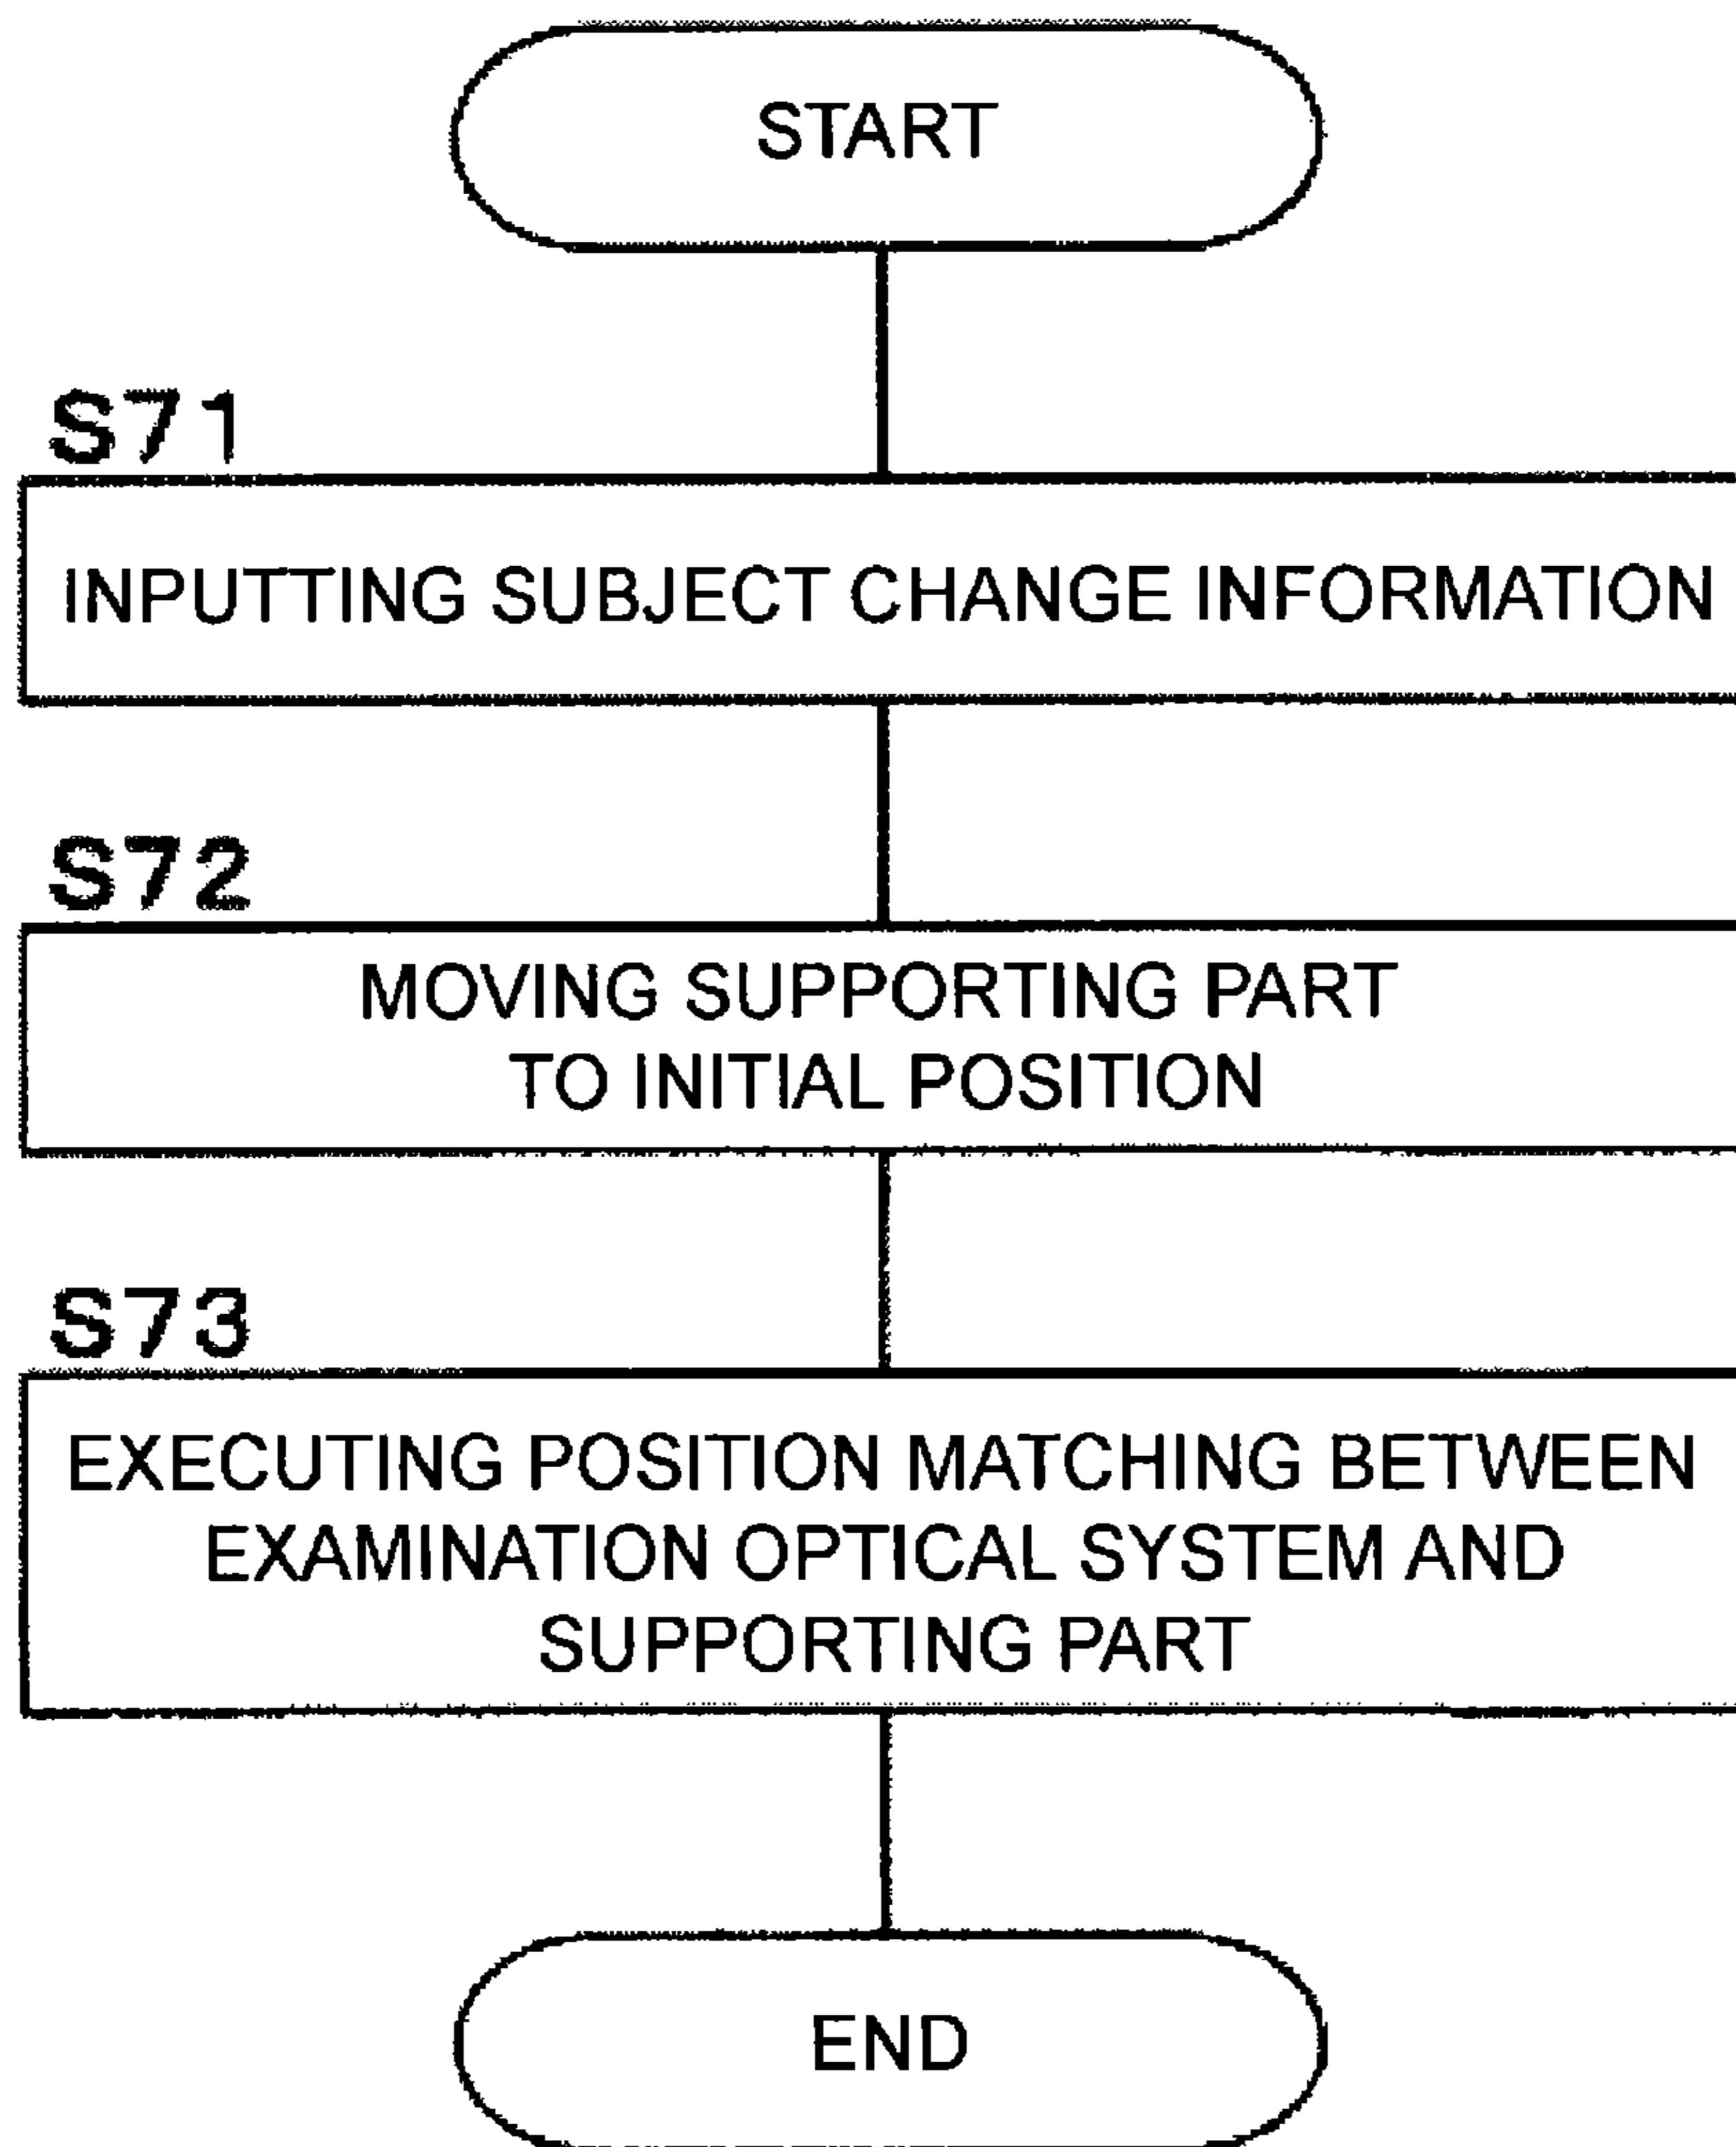 START
S71
INPUTTING SUBJECT CHANGE INFORMATION
S72
MOVING SUPPORTING PART
TO INITIAL POSITION
S73
EXECUTING POSITION MATCHING BETWEEN
EXAMINATION OPTICAL SYSTEM AND
SUPPORTING PART
END